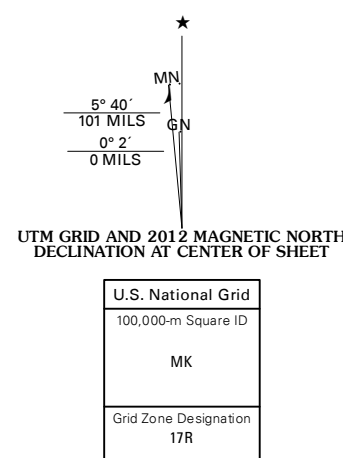 ★
MN
5° 40´
101 MILS
GN
0° 2´
0 MILS
UTM GRID AND 2012 MAGNETIC NORTH
DECLINATION AT CENTER OF SHEET
U.S. National Grid
100,000-m Square ID
MK
Grid Zone Designation
17R